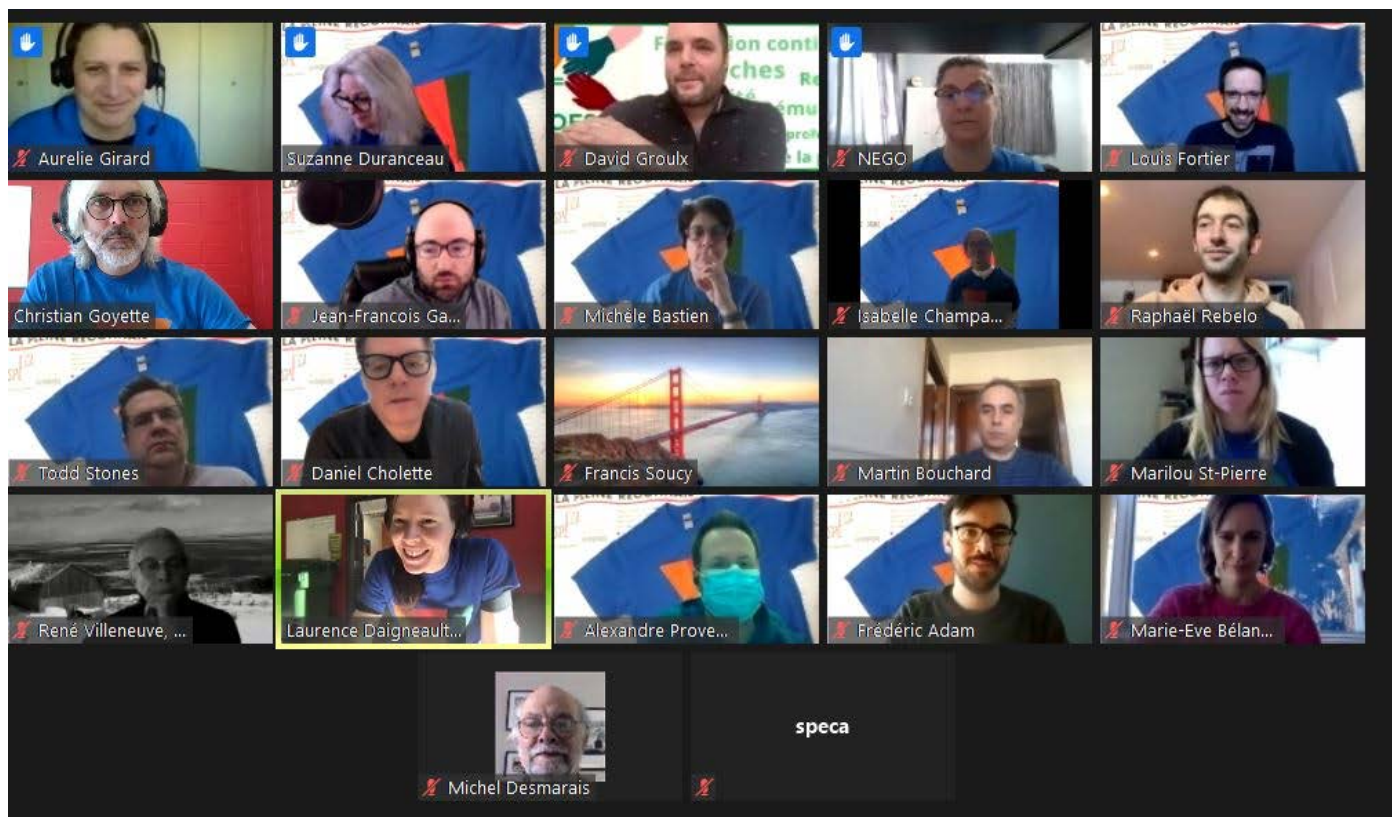 Aurelie Girard
Suzanne Duranceau
David Groulx
NEGO
Louis Fortier
Christian Goyette
Jean-Francois Ga...
Michèle Bastien
Isabelle Champa...
Raphaël Rebelo
Todd Stones
Daniel Cholette
Francis Soucy
Martin Bouchard
Marilou St-Pierre
René Villeneuve, ...
Laurence Daigneault...
Alexandre Prove...
Frédéric Adam
Marie-Eve Bélan...
Michel Desmarais
speca